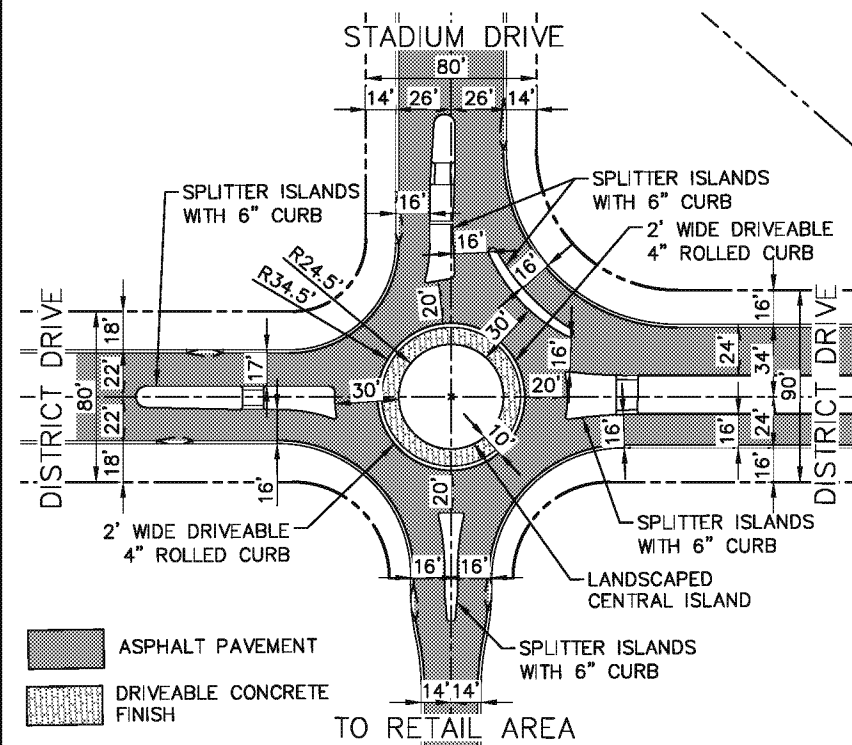 STADIUM DRIVE
80'
14' 26' 26' 14'
SPLITTER ISLANDS
WITH 6" CURB
SPLITTER ISLANDS
WITH 6" CURB
2' WIDE DRIVEABLE
4" ROLLED CURB
16'
16'
16'
R24.5'
R34.5'
20'
30'
16'
DISTRICT DRIVE
80'
18'
22'
22'
18'
17'
16'
30'
20'
10'
20'
16'
16'
24'
34'
24'
16'
16'
90'
DISTRICT DRIVE
2' WIDE DRIVEABLE
4" ROLLED CURB
SPLITTER ISLANDS
WITH 6" CURB
16' 16'
LANDSCAPED
CENTRAL ISLAND
SPLITTER ISLANDS
WITH 6" CURB
14' 14'
TO RETAIL AREA
ASPHALT PAVEMENT
DRIVEABLE CONCRETE
FINISH